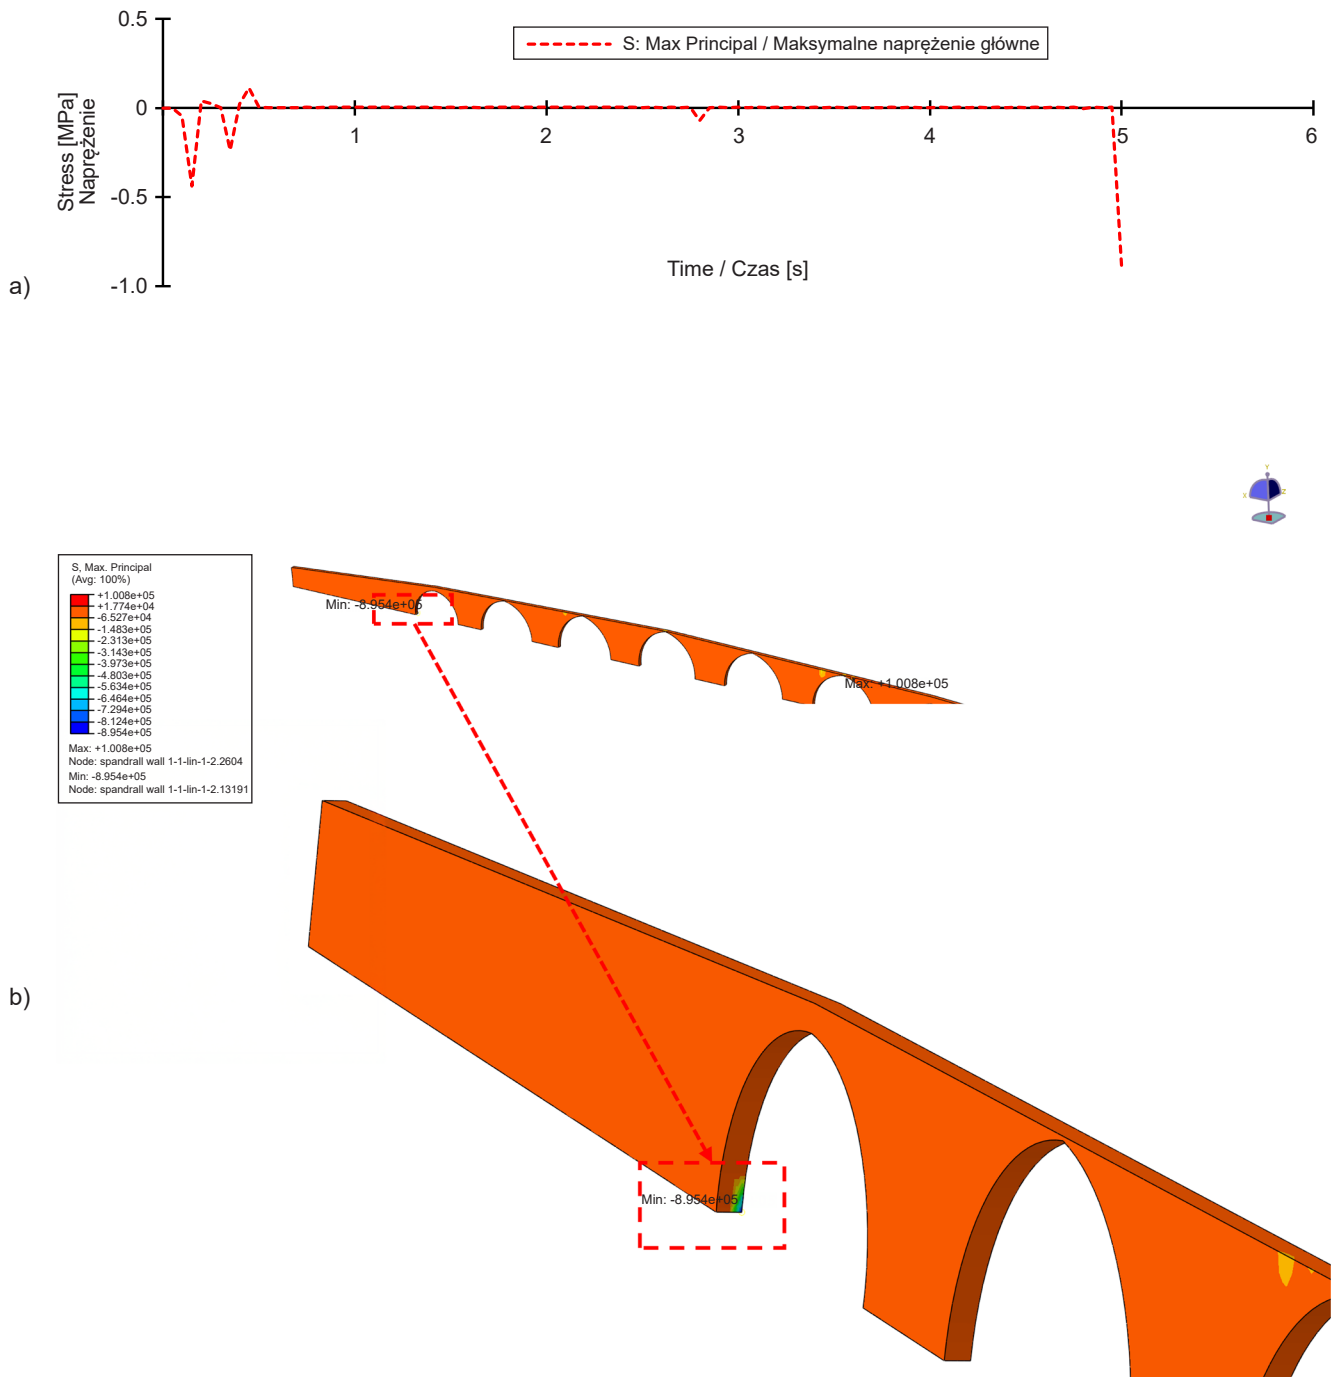 0.5
S: Max Principal / Maksymalne naprężenie główne
0
1
2
3
4
5
6
Stress [MPa]
Naprężenie
-0.5
Time / Czas [s]
-1.0
a)
Y
X
Z
S, Max. Principal
(Avg: 100%)
+1.008e+05
+1.774e+04
-6.527e+04
-1.483e+05
-2.313e+05
-3.143e+05
-3.973e+05
-4.803e+05
-5.634e+05
-6.464e+05
-7.294e+05
-8.124e+05
-8.954e+05
Max: +1.008e+05
Node: spandrall wall 1-1-lin-1-2.2604
Min: -8.954e+05
Node: spandrall wall 1-1-lin-1-2.13191
Min: -8.954e+05
Max: +1.008e+05
b)
Min: -8.954e+05